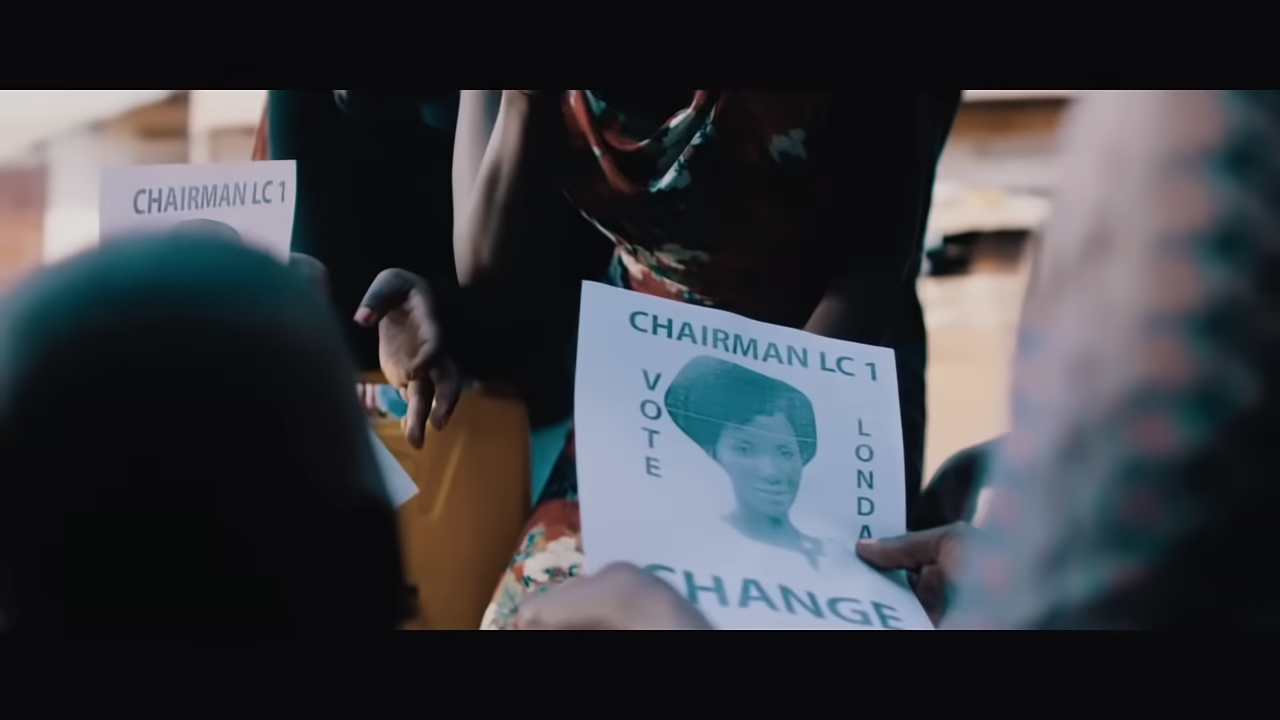 CHAIRMAN LC 1
CHAIRMAN LC 1
VOTE
LONDA
CHANGE